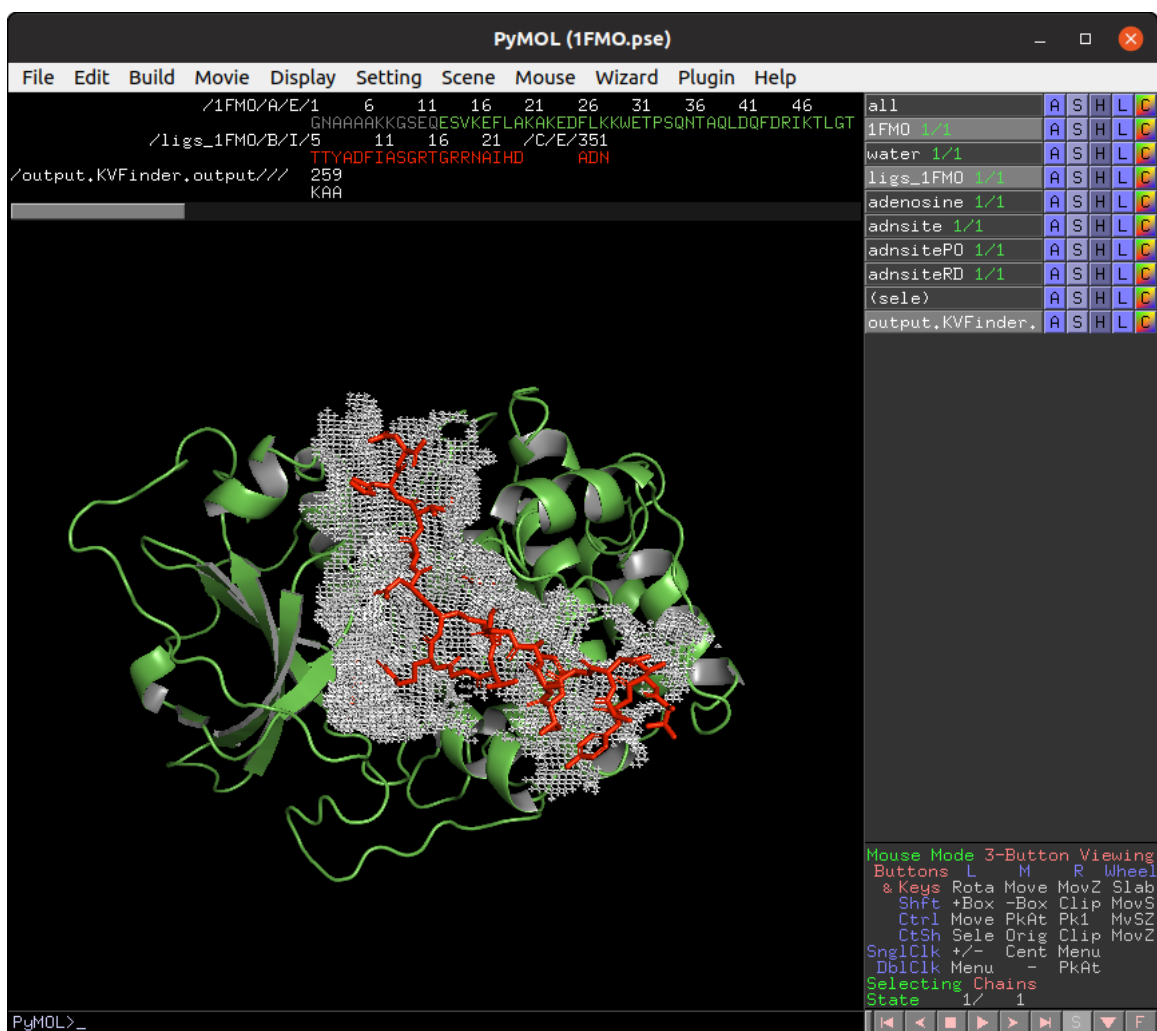 PyMOL (1FMO.pse)
File Edit Build Movie Display Setting Scene Mouse Wizard Plugin Help
/1FMO/A/E/1 6 11 16 21 26 31 36 41 46
GNAAAAKKGSEQESVKEFLAKAKEDFLKKWETPSQNTAQLDQFDRIKTLGT
/ligs_1FMO/B/I/5 11 16 21 /C/E/351
TTYADFIASGRTGRRNAIHD ADN
/output.KVFinder.output/// 259
KAA
all A S H L C
1FMO 1/1 A S H L C
water 1/1 A S H L C
ligs_1FMO 1/1 A S H L C
adenosine 1/1 A S H L C
adnsite 1/1 A S H L C
adnsitePO 1/1 A S H L C
adnsiteRD 1/1 A S H L C
(sele) A S H L C
output.KVFinder. A S H L C
Mouse Mode 3-Button Viewing
Buttons L M R Wheel
& Keys Rota Move MovZ Slab
Shft +Box -Box Clip MovS
Ctrl Move PkAt Pk1 MvSZ
CtSh Sele Orig Clip MovZ
SnglClk +/- Cent Menu
DblClk Menu - PkAt
Selecting Chains
State 1/ 1
PyMOL>_ S F